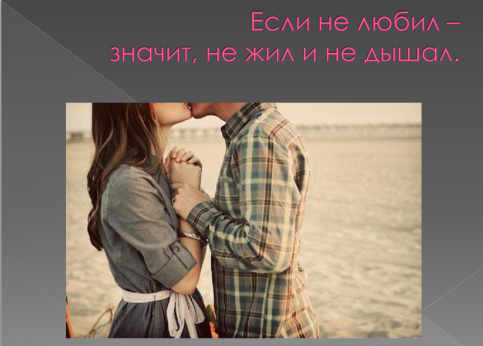 Если не любил –
значит, не жил и не дышал.